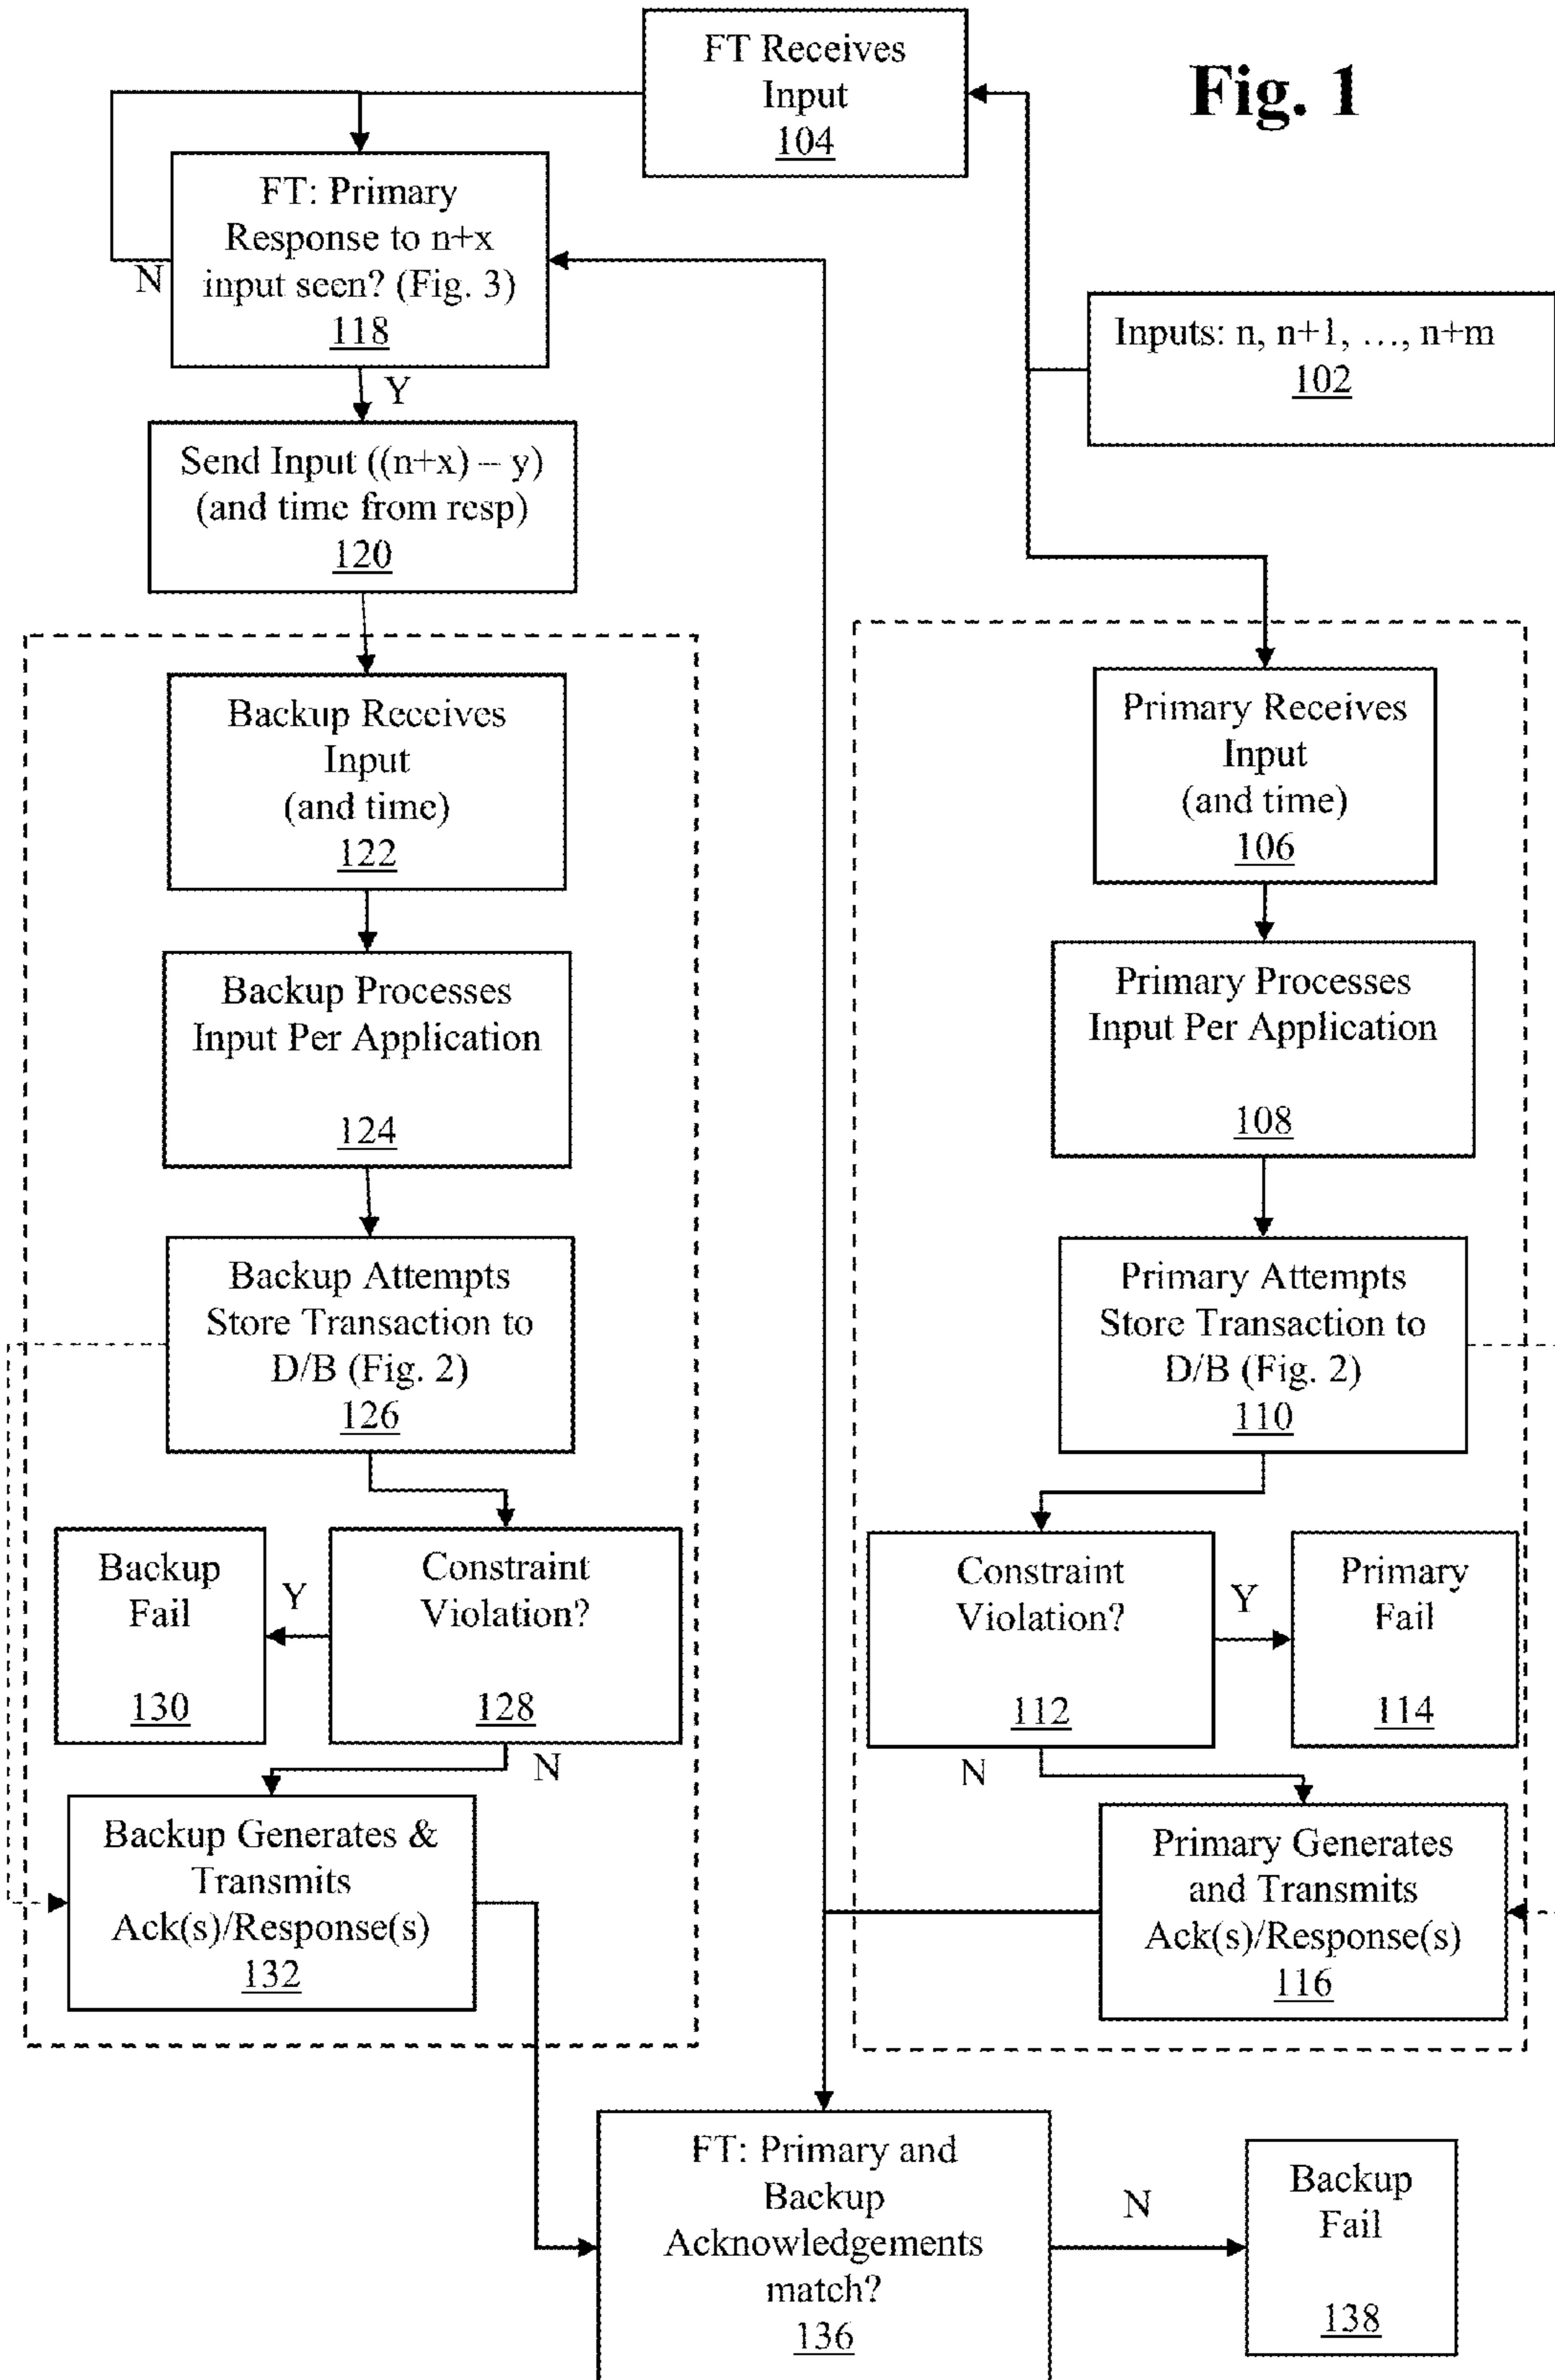 Fig. 1
FT Receives
Input
104
FT: Primary
Response to n+x
input seen? (Fig. 3)
118
N
Y
Inputs: n, n+1, …, n+m
102
Send Input ((n+x) – y)
(and time from resp)
120
Backup Receives
Input
(and time)
122
Primary Receives
Input
(and time)
106
Backup Processes
Input Per Application
124
Primary Processes
Input Per Application
108
Backup Attempts
Store Transaction to
D/B (Fig. 2)
126
Primary Attempts
Store Transaction to
D/B (Fig. 2)
110
Backup
Fail
130
Y
Constraint
Violation?
128
N
Constraint
Violation?
112
Y
Primary
Fail
114
N
Backup Generates &
Transmits
Ack(s)/Response(s)
132
Primary Generates
and Transmits
Ack(s)/Response(s)
116
FT: Primary and
Backup
Acknowledgements
match?
136
N
Backup
Fail
138